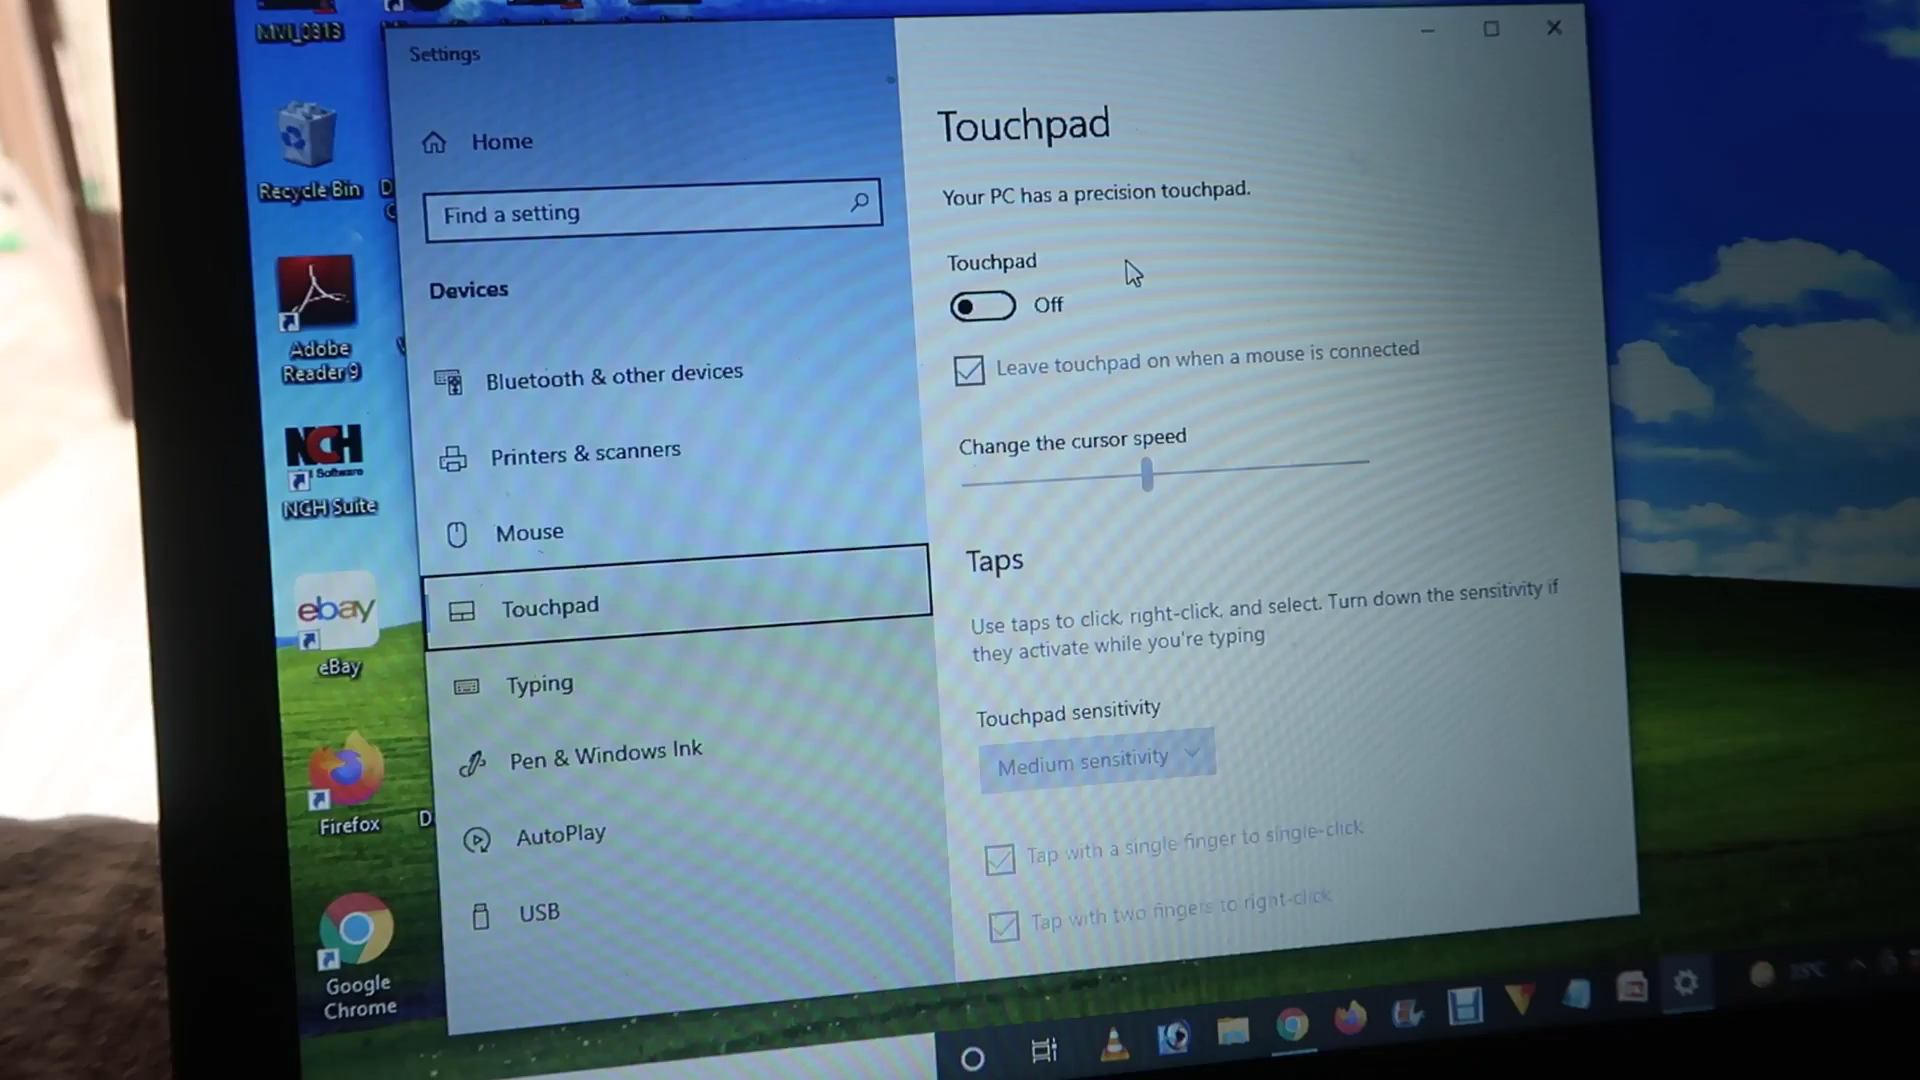 MVI_0313
Recycle Bin
Adobe
Reader 9
NCH
Software
NCH Suite
ebay
eBay
Firefox
D
Google
Chrome
Settings
Home
Find a setting
Devices
Bluetooth & other devices
Printers & scanners
Mouse
Touchpad
Typing
Pen & Windows Ink
AutoPlay
USB
Touchpad
Your PC has a precision touchpad.
Touchpad
Off
Leave touchpad on when a mouse is connected
Change the cursor speed
Taps
Use taps to click, right-click, and select. Turn down the sensitivity if
they activate while you're typing
Touchpad sensitivity
Medium sensitivity
Tap with a single finger to single-click
Tap with two fingers to right-click